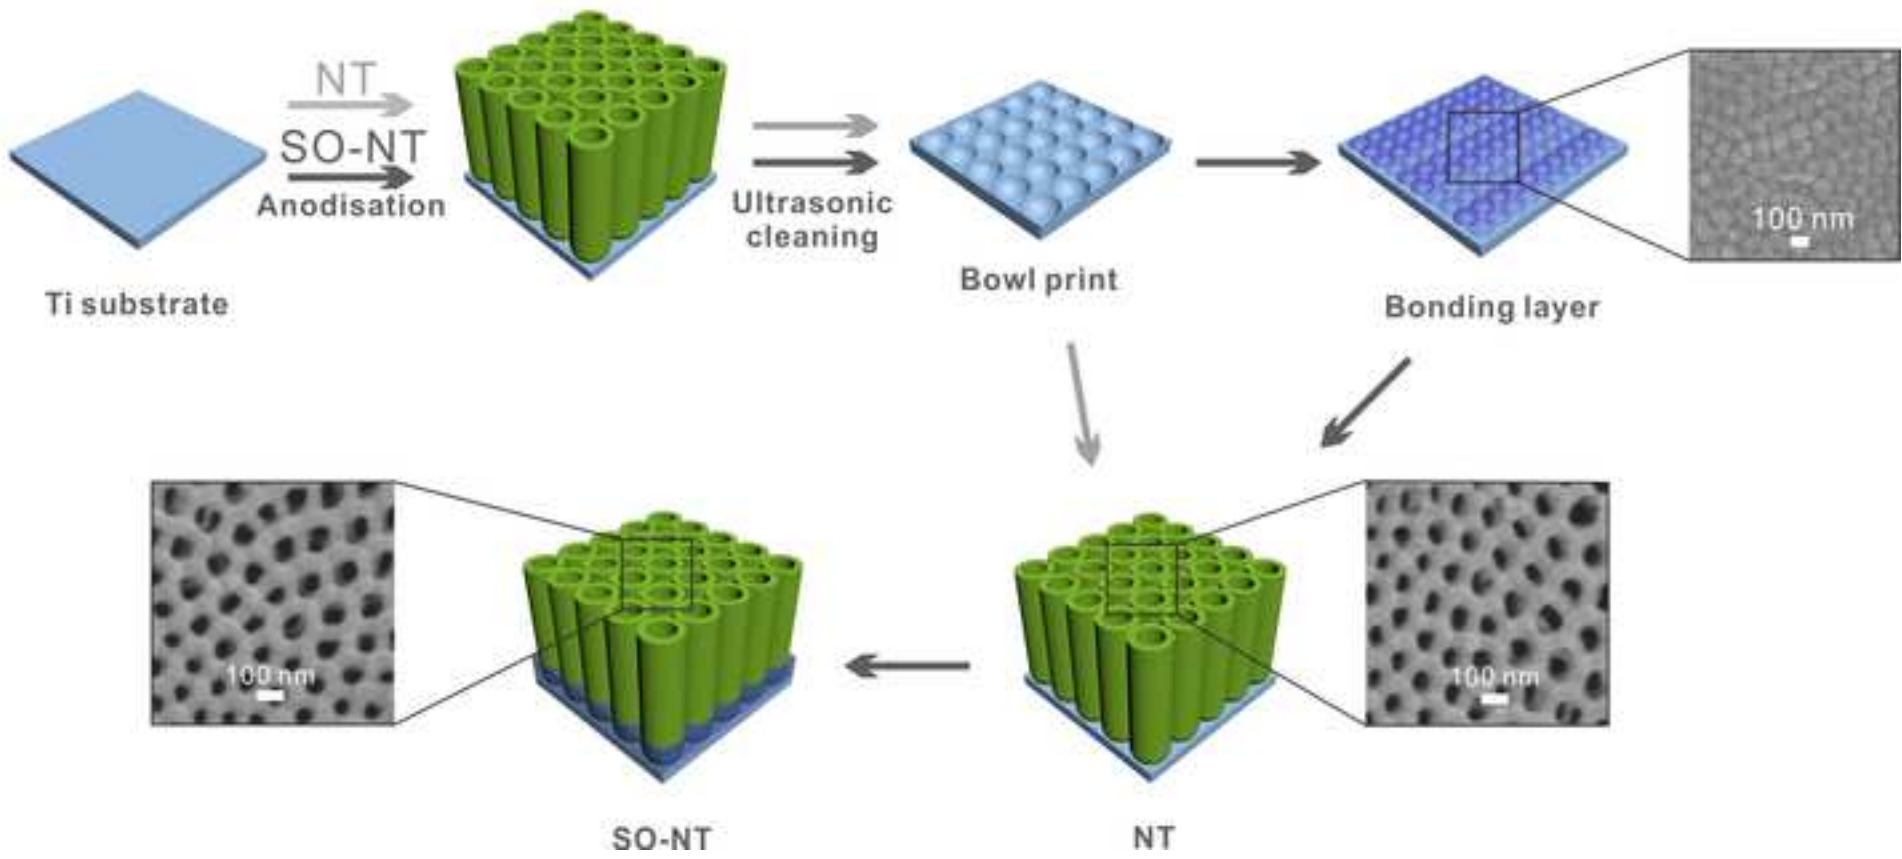 NT
SO-NT
Anodisation
Ultrasonic
cleaning
Ti substrate
Bowl print
Bonding layer
100 nm
100 nm
100 nm
SO-NT
NT